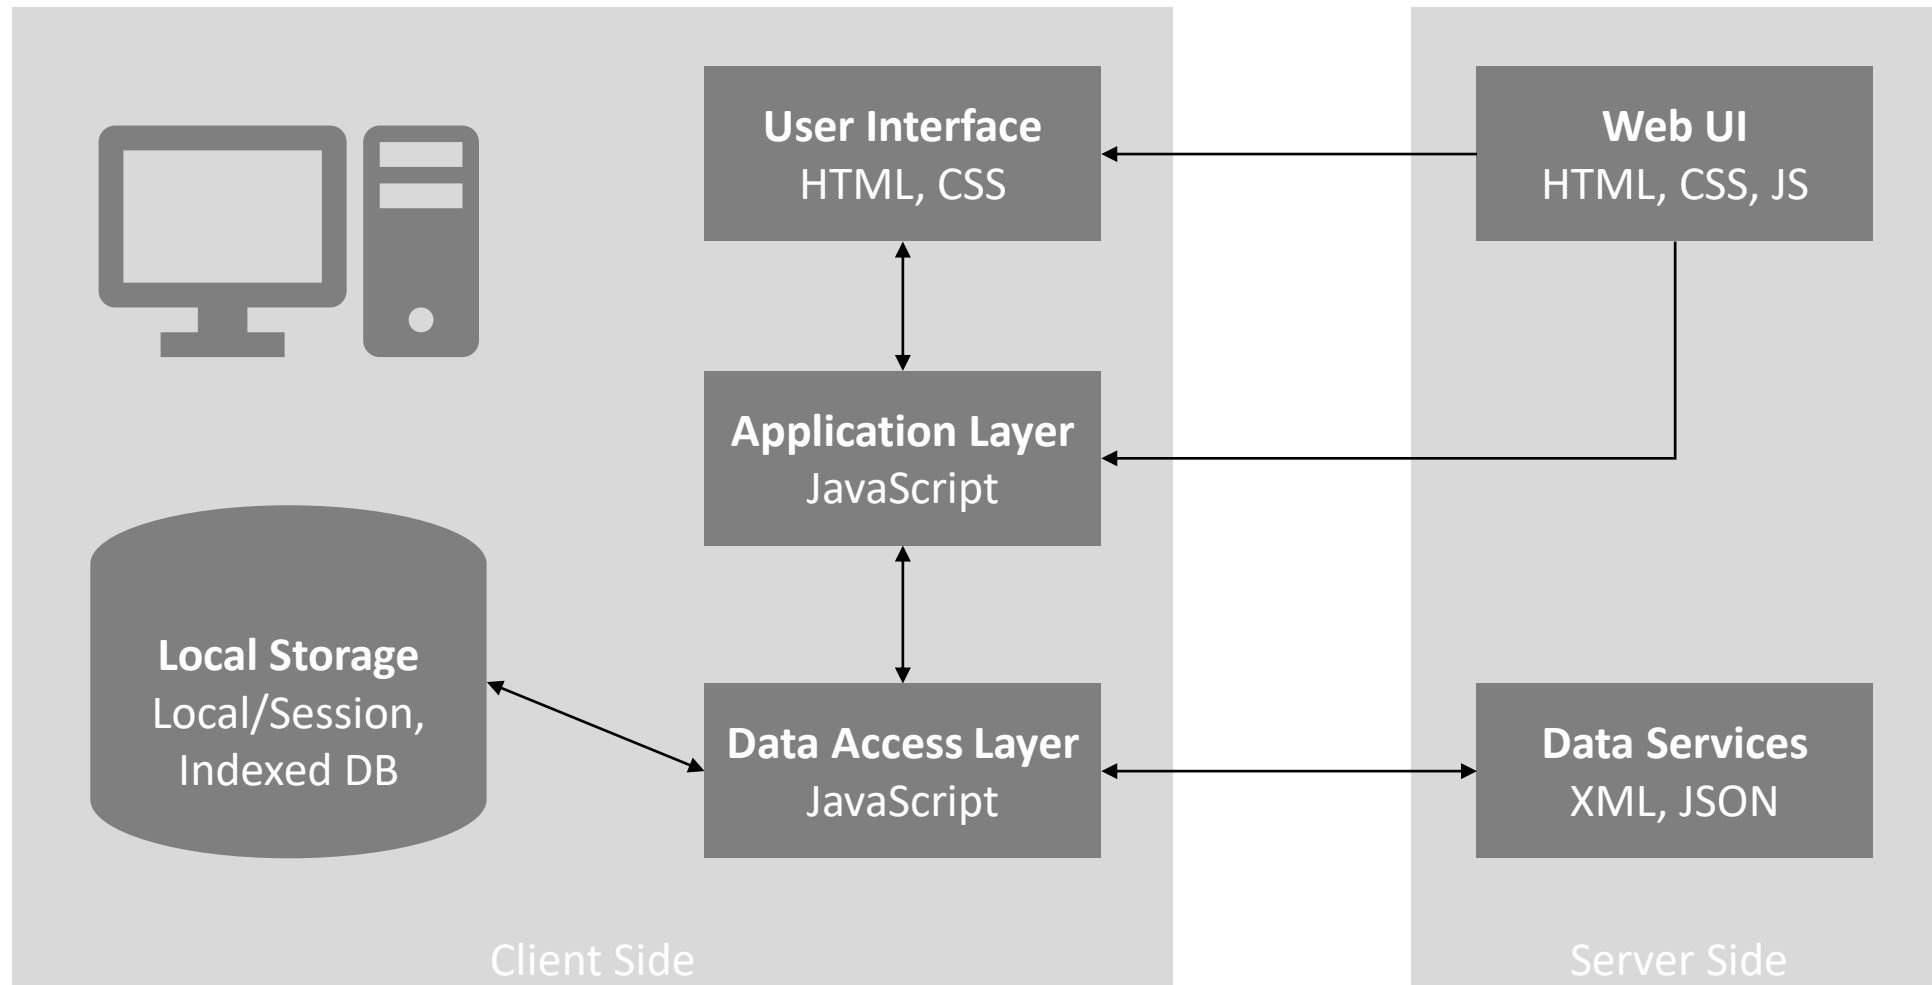 User Interface
HTML, CSS
Web UI
HTML, CSS, JS
Application Layer
JavaScript
Local Storage
Local/Session,
Indexed DB
Data Access Layer
JavaScript
Data Services
XML, JSON
Client Side
Server Side